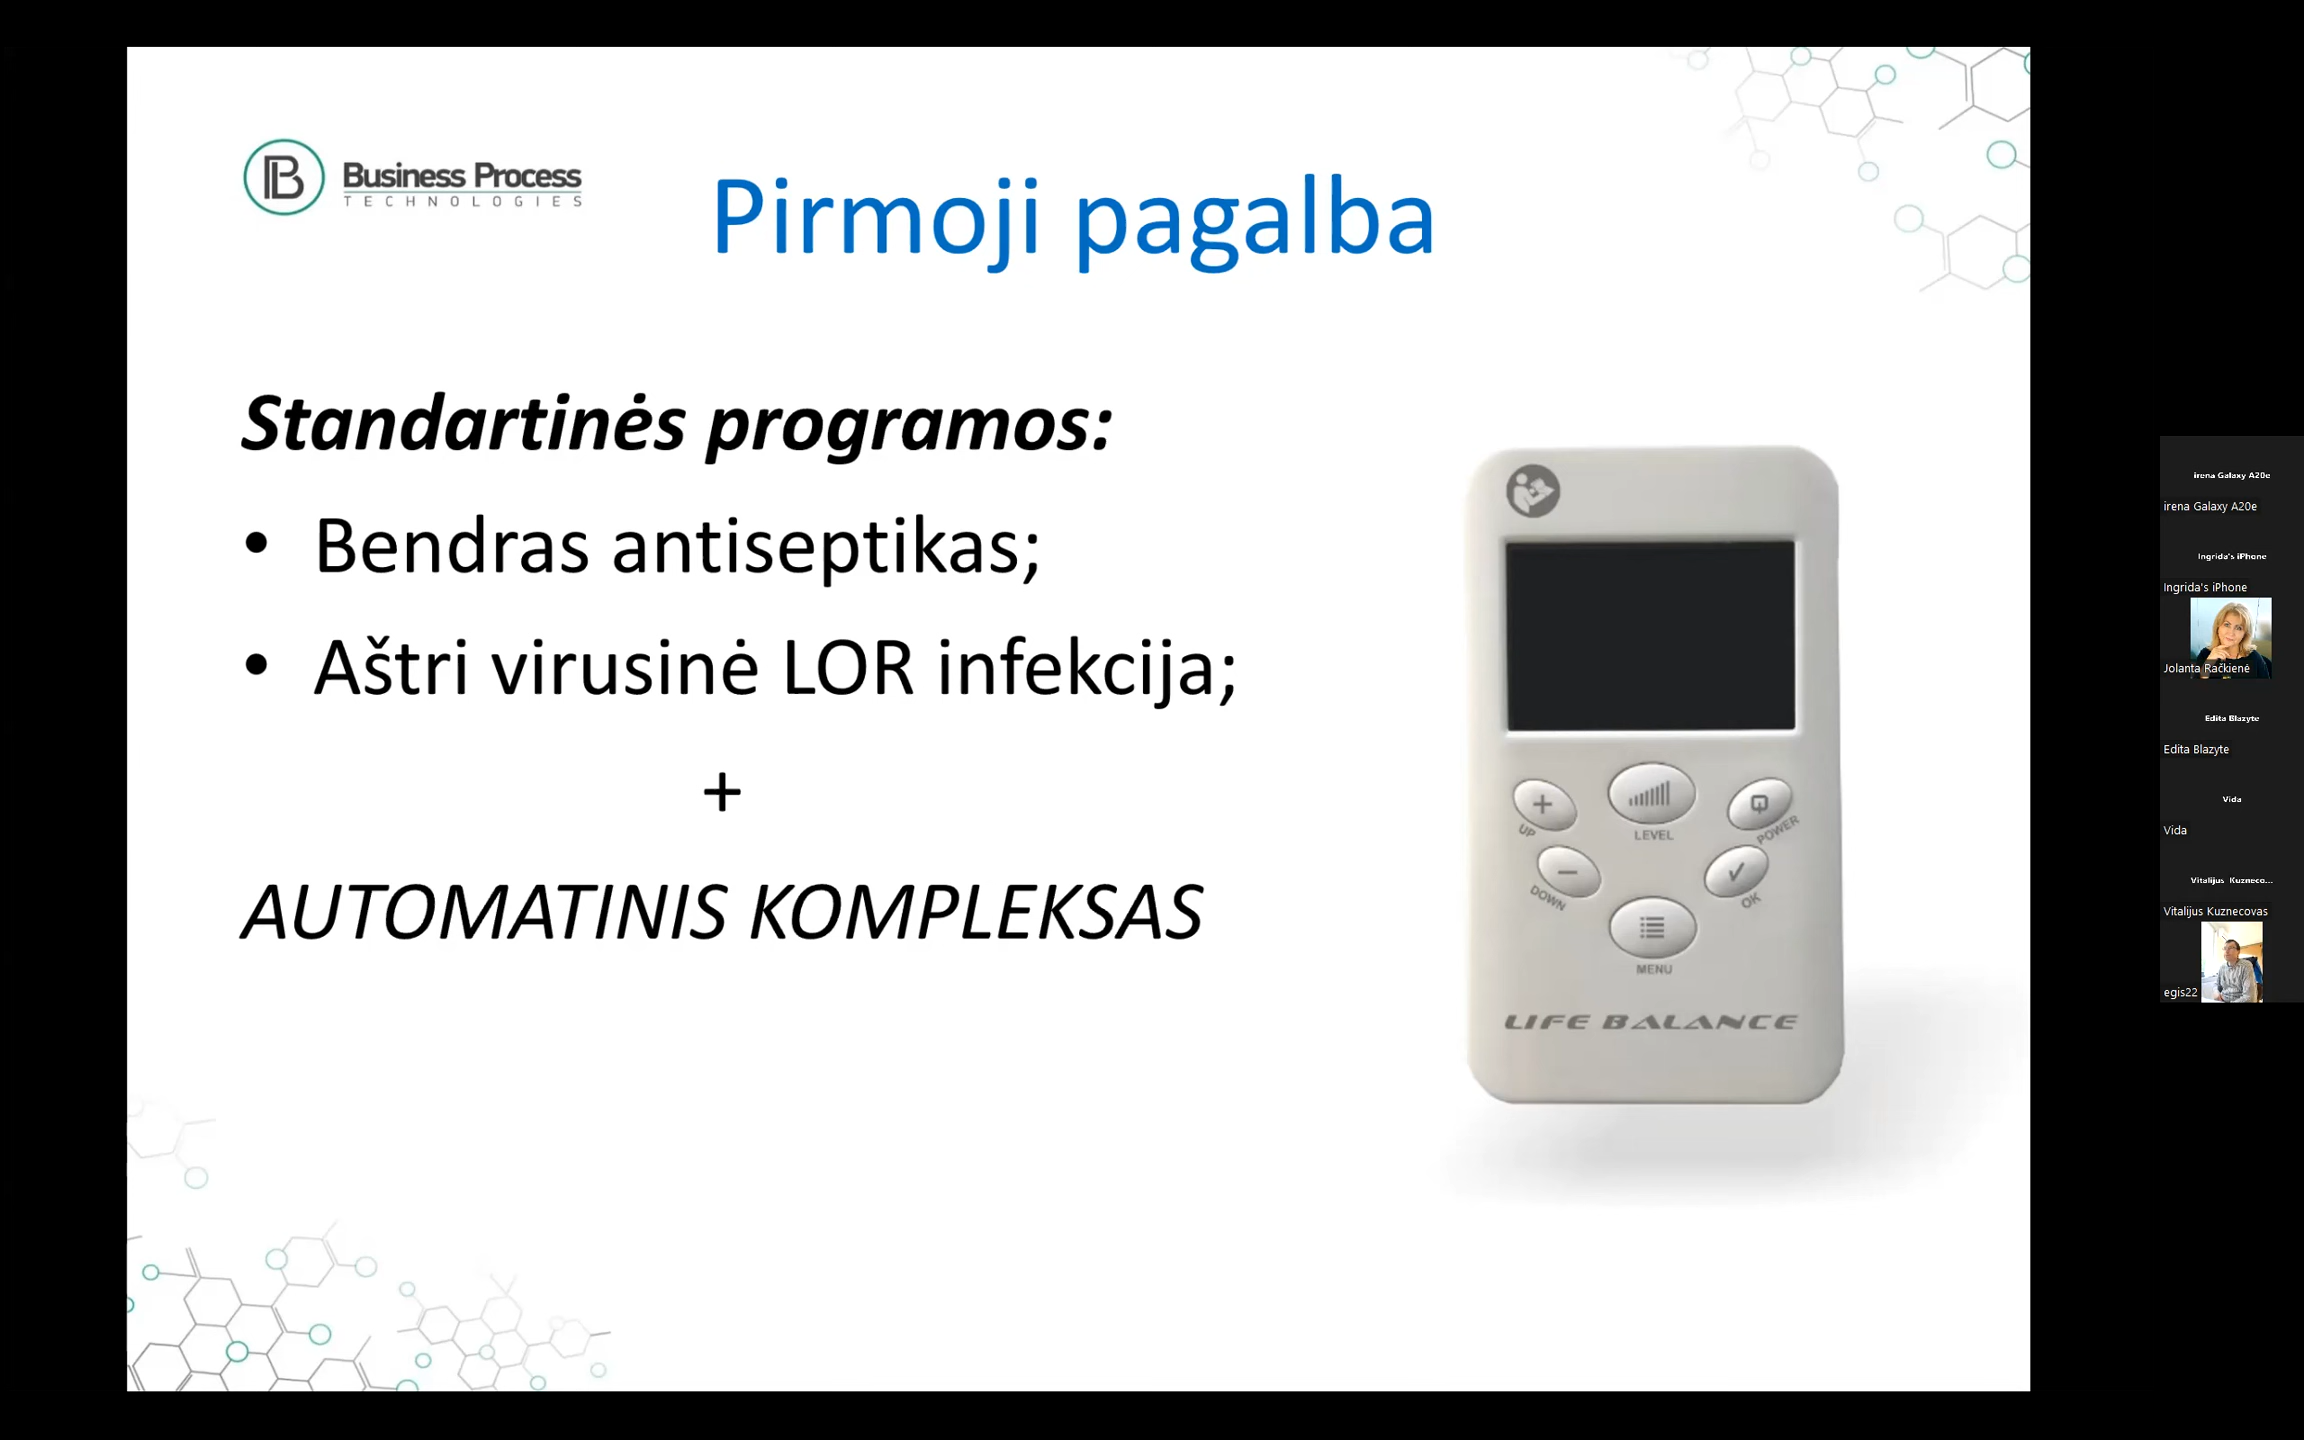 Business Process
TECHNOLOGIES
Pirmoji pagalba
Standartinės programos:
• Bendras antiseptikas;
• Aštri virusinė LOR infekcija;
+
AUTOMATINIS KOMPLEKSAS
UP
LEVEL
POWER
DOWN
OK
MENU
LIFE BALANCE
irena Galaxy A20e
irena Galaxy A20e
Ingrida's iPhone
Ingrida's iPhone
Jolanta Račkienė
Edita Blazyte
Edita Blazyte
Vida
Vida
Vitalijus Kuzneco...
Vitalijus Kuznecovas
egis22